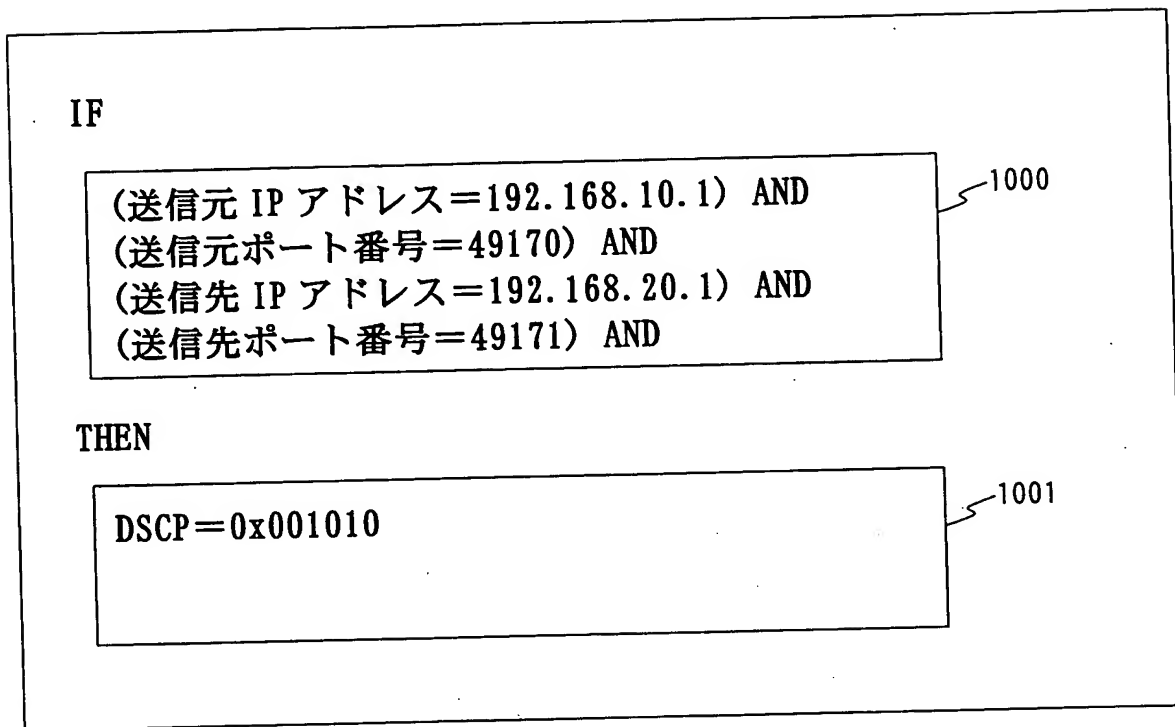 IF
(送信元 IP アドレス＝192.168.10.1) AND
(送信元ポート番号＝49170) AND
(送信先 IP アドレス＝192.168.20.1) AND
(送信先ポート番号＝49171) AND
1000
THEN
DSCP＝0x001010
1001